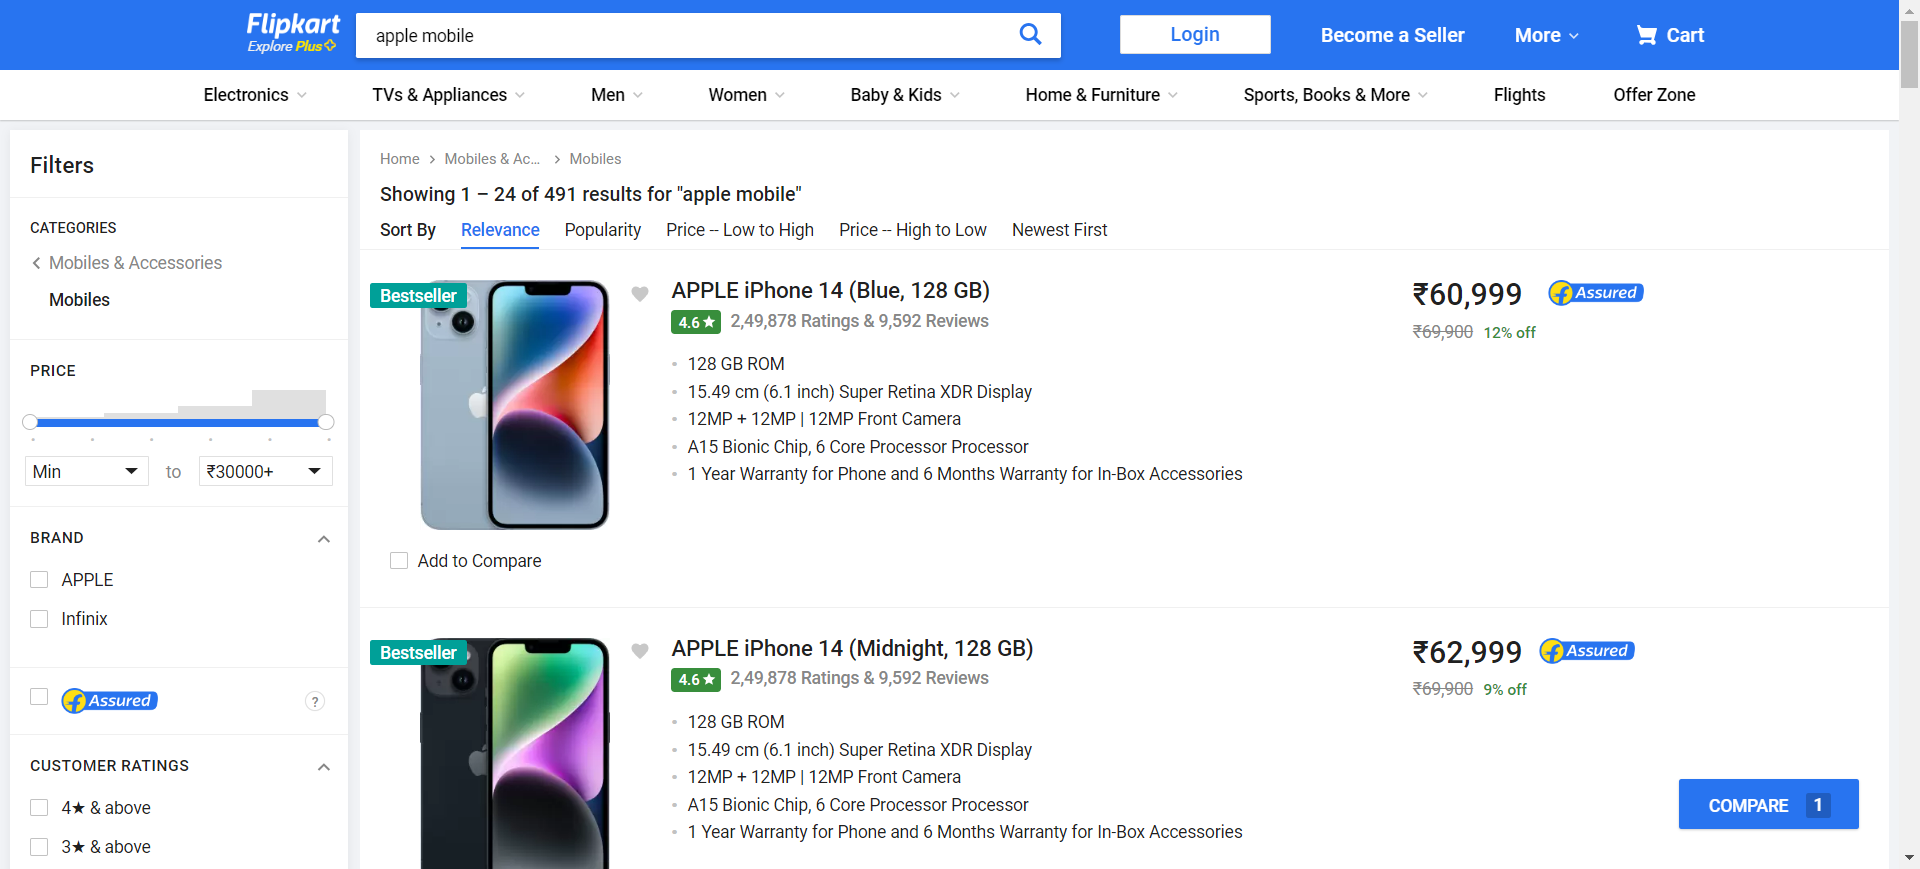 Flipkart
Explore Plus
apple mobile
Login
Become a Seller
More
Cart
Electronics
TVs & Appliances
Men
Women
Baby & Kids
Home & Furniture
Sports, Books & More
Flights
Offer Zone
Filters
CATEGORIES
Mobiles & Accessories
Mobiles
PRICE
Min
to
₹30000+
BRAND
APPLE
Infinix
Assured
?
CUSTOMER RATINGS
4★ & above
3★ & above
Home
Mobiles & Ac...
Mobiles
Showing 1 – 24 of 491 results for "apple mobile"
Sort By
Relevance
Popularity
Price -- Low to High
Price -- High to Low
Newest First
Bestseller
APPLE iPhone 14 (Blue, 128 GB)
4.6★
2,49,878 Ratings & 9,592 Reviews
128 GB ROM
15.49 cm (6.1 inch) Super Retina XDR Display
12MP + 12MP | 12MP Front Camera
A15 Bionic Chip, 6 Core Processor Processor
1 Year Warranty for Phone and 6 Months Warranty for In-Box Accessories
₹60,999
Assured
₹69,900
12% off
Add to Compare
Bestseller
APPLE iPhone 14 (Midnight, 128 GB)
4.6★
2,49,878 Ratings & 9,592 Reviews
128 GB ROM
15.49 cm (6.1 inch) Super Retina XDR Display
12MP + 12MP | 12MP Front Camera
A15 Bionic Chip, 6 Core Processor Processor
1 Year Warranty for Phone and 6 Months Warranty for In-Box Accessories
₹62,999
Assured
₹69,900
9% off
COMPARE 1